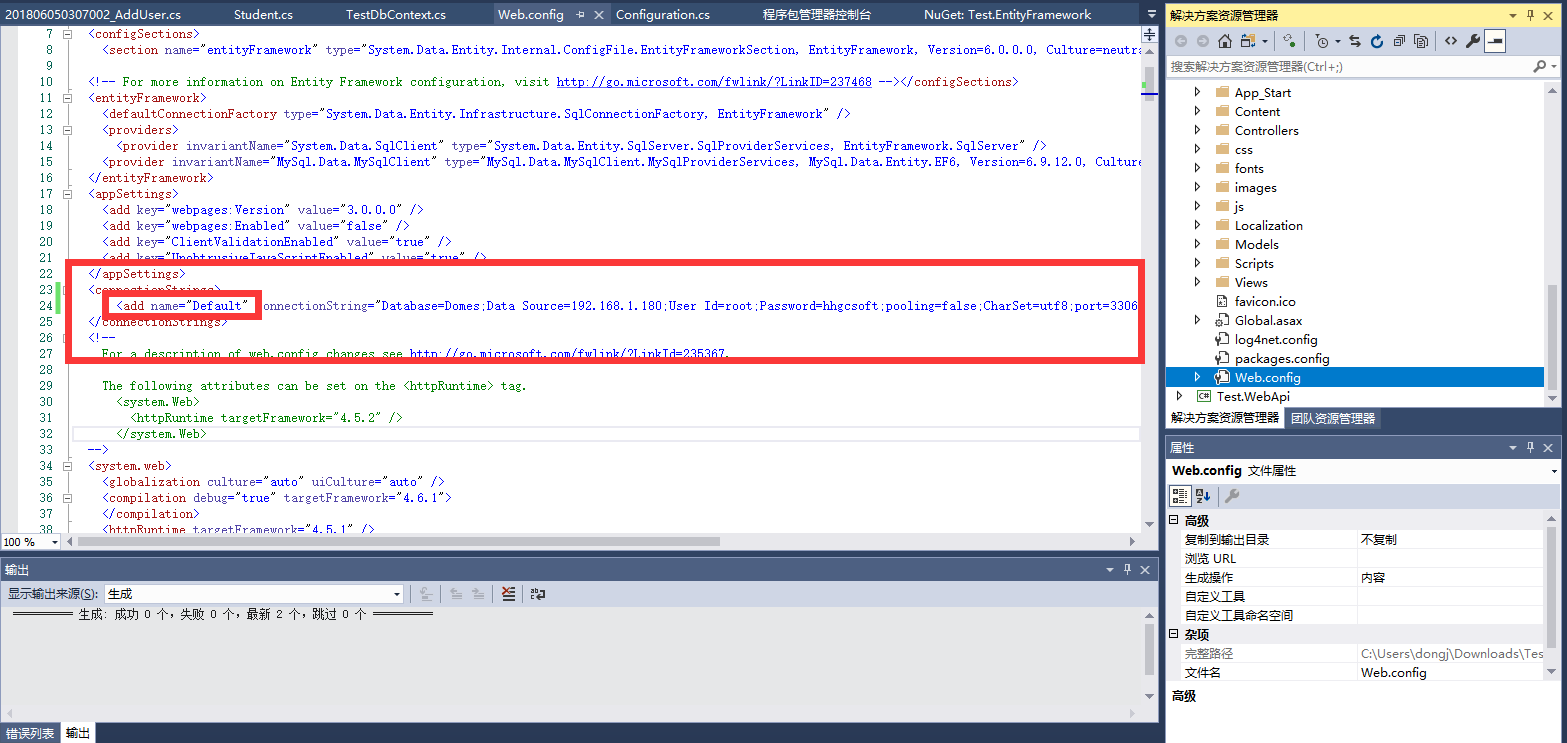 201806050307002_AddUser.cs Student.cs TestDbContext.cs Web.config Configuration.cs 程序包管理器控制台 NuGet: Test.EntityFramework
7 <configSections>
8 <section name="entityFramework" type="System.Data.Entity.Internal.ConfigFile.EntityFrameworkSection, EntityFramework, Version=6.0.0.0, Culture=neutra
9
10 <!-- For more information on Entity Framework configuration, visit http://go.microsoft.com/fwlink/?LinkID=237468 --></configSections>
11 <entityFramework>
12 <defaultConnectionFactory type="System.Data.Entity.Infrastructure.SqlConnectionFactory, EntityFramework" />
13 <providers>
14 <provider invariantName="System.Data.SqlClient" type="System.Data.Entity.SqlServer.SqlProviderServices, EntityFramework.SqlServer" />
15 <provider invariantName="MySql.Data.MySqlClient" type="MySql.Data.MySqlClient.MySqlProviderServices, MySql.Data.Entity.EF6, Version=6.9.12.0, Culture
16 </entityFramework>
17 <appSettings>
18 <add key="webpages:Version" value="3.0.0.0" />
19 <add key="webpages:Enabled" value="false" />
20 <add key="ClientValidationEnabled" value="true" />
21 <add key="UnobtrusiveJavaScriptEnabled" value="true" />
22 </appSettings>
23 <connectionStrings>
24 <add name="Default" onnectionString="Database=Domes;Data Source=192.168.1.180;User Id=root;Password=hhgcsoft;pooling=false;CharSet=utf8;port=3306
25 </connectionStrings>
26 <!--
27 For a description of web.config changes see http://go.microsoft.com/fwlink/?LinkId=235367.
28
29 The following attributes can be set on the <httpRuntime> tag.
30 <system.Web>
31 <httpRuntime targetFramework="4.5.2" />
32 </system.Web>
33 -->
34 <system.web>
35 <globalization culture="auto" uiCulture="auto" />
36 <compilation debug="true" targetFramework="4.6.1">
37 </compilation>
38 <httpRuntime targetFramework="4.5.1" />
100 %
输出
显示输出来源(S): 生成
========== 生成: 成功 0 个，失败 0 个，最新 2 个，跳过 0 个 ==========
错误列表 输出
解决方案资源管理器
搜索解决方案资源管理器(Ctrl+;)
App_Start
Content
Controllers
css
fonts
images
js
Localization
Models
Scripts
Views
favicon.ico
Global.asax
log4net.config
packages.config
Web.config
C# Test.WebApi
解决方案资源管理器 团队资源管理器
属性
Web.config 文件属性
高级
复制到输出目录 不复制
浏览 URL
生成操作 内容
自定义工具
自定义工具命名空间
杂项
完整路径 C:\Users\dongj\Downloads\Tes
文件名 Web.config
高级